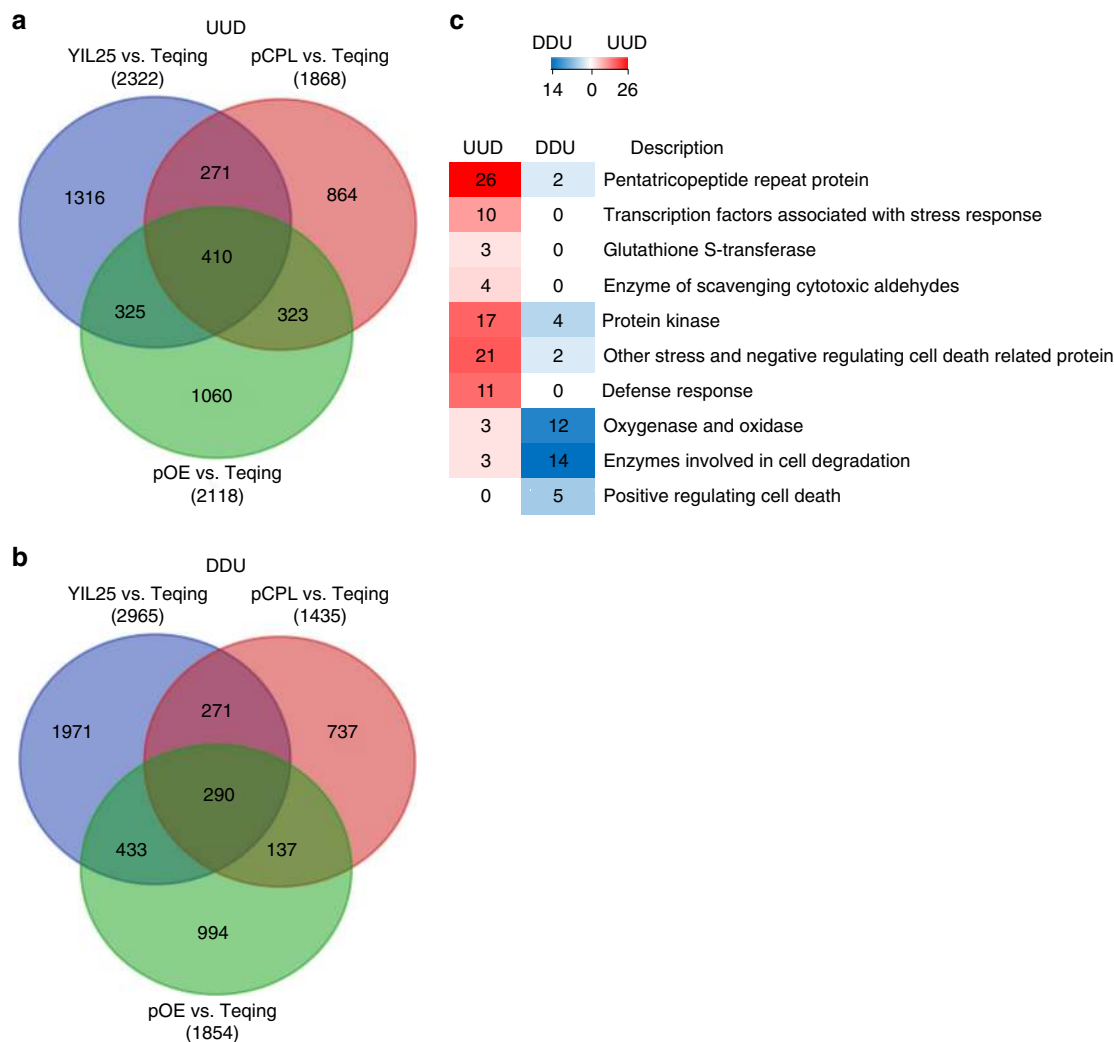 a
UUD
YIL25 vs. Teqing
(2322)
pCPL vs. Teqing
(1868)
1316
271
864
410
325
323
1060
pOE vs. Teqing
(2118)
b
DDU
YIL25 vs. Teqing
(2965)
pCPL vs. Teqing
(1435)
1971
271
737
290
433
137
994
pOE vs. Teqing
(1854)
c
DDU UUD
14 0 26
UUD DDU Description
26 2 Pentatricopeptide repeat protein
10 0 Transcription factors associated with stress response
3 0 Glutathione S-transferase
4 0 Enzyme of scavenging cytotoxic aldehydes
17 4 Protein kinase
21 2 Other stress and negative regulating cell death related protein
11 0 Defense response
3 12 Oxygenase and oxidase
3 14 Enzymes involved in cell degradation
0 5 Positive regulating cell death